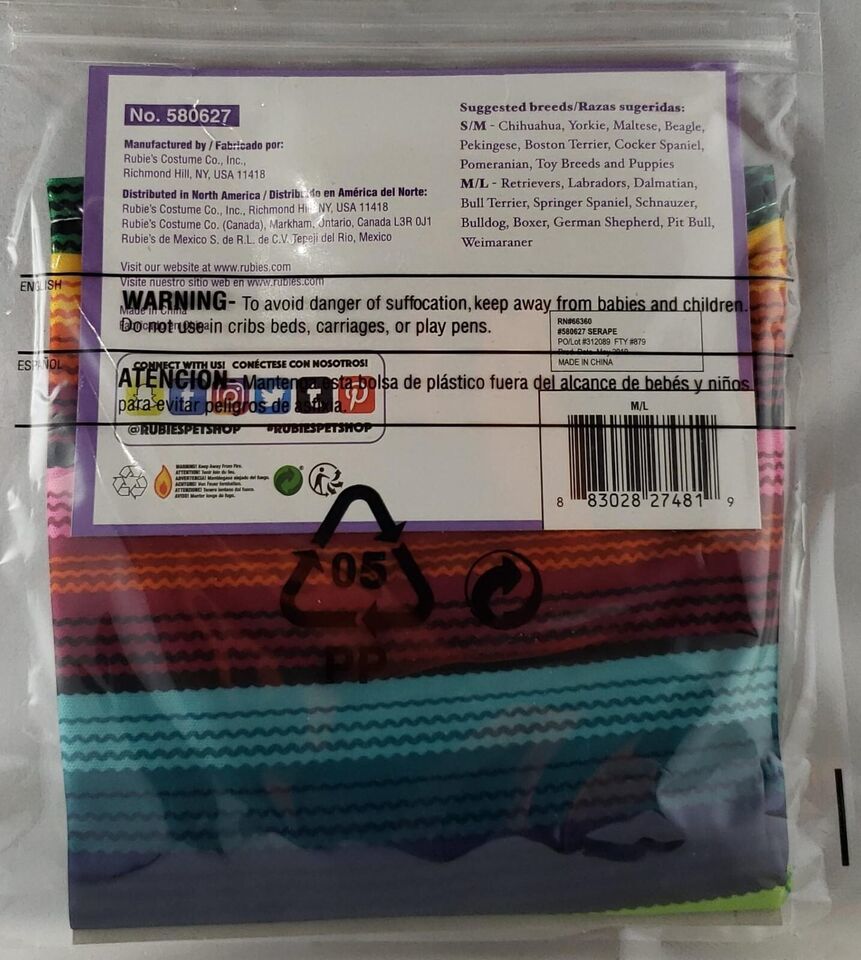 No. 580627
Manufactured by / Fabricado por:
Rubie's Costume Co., Inc.,
Richmond Hill, NY, USA 11418
Distributed in North America / Distribuido en América del Norte:
Rubie's Costume Co., Inc., Richmond Hill, NY, USA 11418
Rubie's Costume Co. (Canada), Markham, Ontario, Canada L3R 0J1
Rubie's de Mexico S. de R.L. de C.V. Tepeji del Rio, Mexico
Visit our website at www.rubies.com
Visite nuestro sitio web en www.rubies.com
Made in China
Fabricado en China
Suggested breeds/Razas sugeridas:
S/M - Chihuahua, Yorkie, Maltese, Beagle,
Pekingese, Boston Terrier, Cocker Spaniel,
Pomeranian, Toy Breeds and Puppies
M/L - Retrievers, Labradors, Dalmatian,
Bull Terrier, Springer Spaniel, Schnauzer,
Bulldog, Boxer, German Shepherd, Pit Bull,
Weimaraner
ENGLISH
WARNING- To avoid danger of suffocation, keep away from babies and children.
Do not use in cribs beds, carriages, or play pens.
RN#66360
#580627 SERAPE
PO/Lot #312089 FTY #879
MADE IN CHINA
ESPAÑOL
ATENCION- Mantenga esta bolsa de plástico fuera del alcance de bebés y niños
para evitar peligros de asfixia.
CONNECT WITH US! CONÉCTESE CON NOSOTROS!
@RUBIESPETSHOP #RUBIESPETSHOP
M/L
8 83028 27481 9
WARNING! Keep Away From Fire.
05
PP